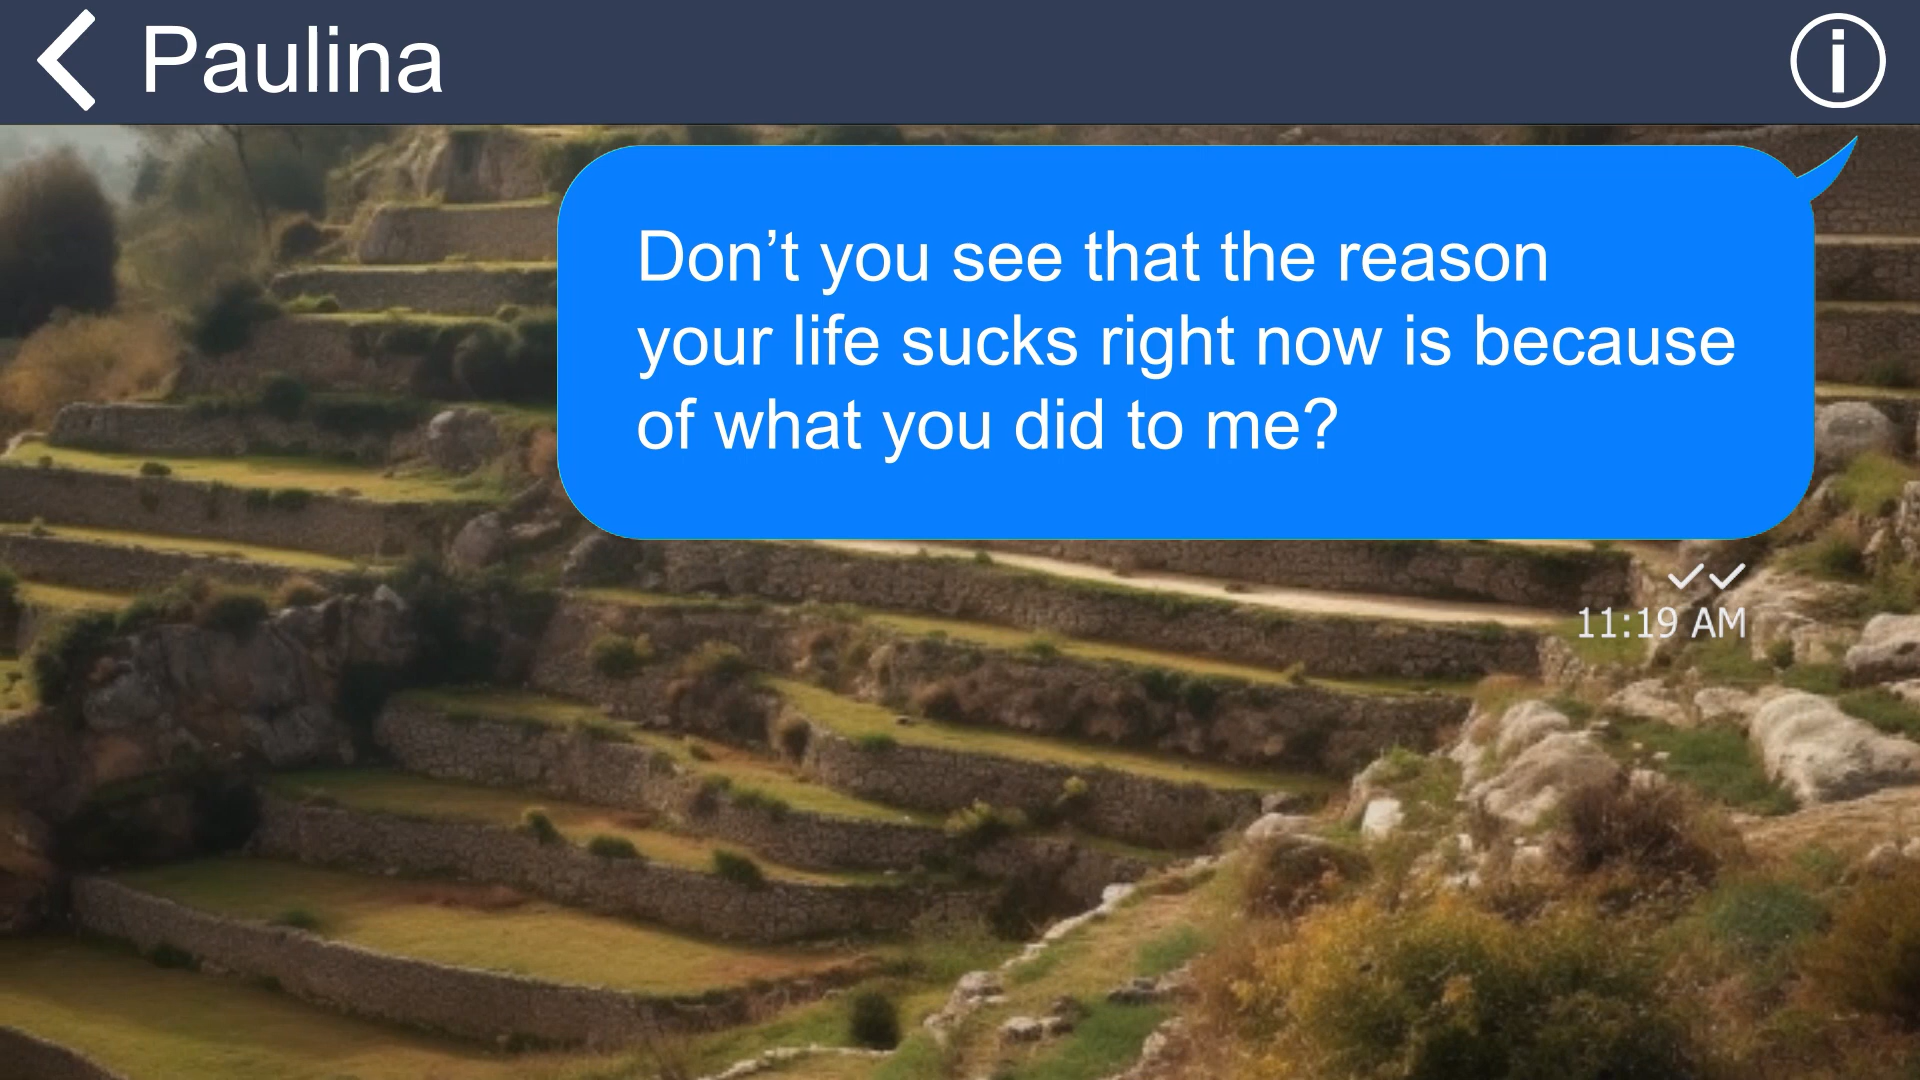 Paulina
Don’t you see that the reason
your life sucks right now is because
of what you did to me?
11:19 AM